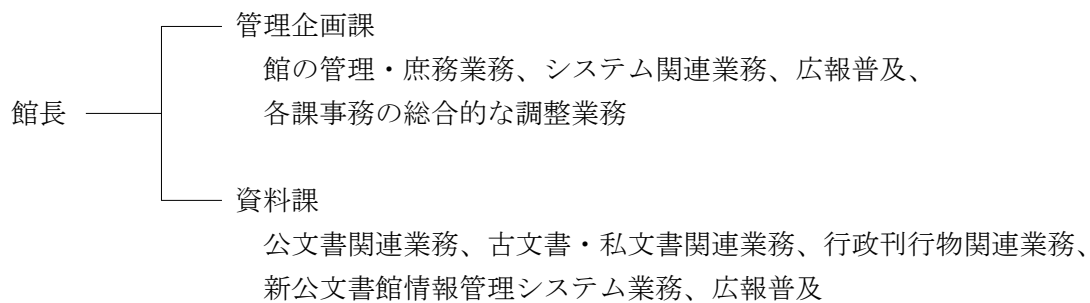 管理企画課
館の管理・庶務業務、システム関連業務、広報普及、
館長
各課事務の総合的な調整業務
資料課
公文書関連業務、古文書・私文書関連業務、行政刊行物関連業務、
新公文書館情報管理システム業務、広報普及